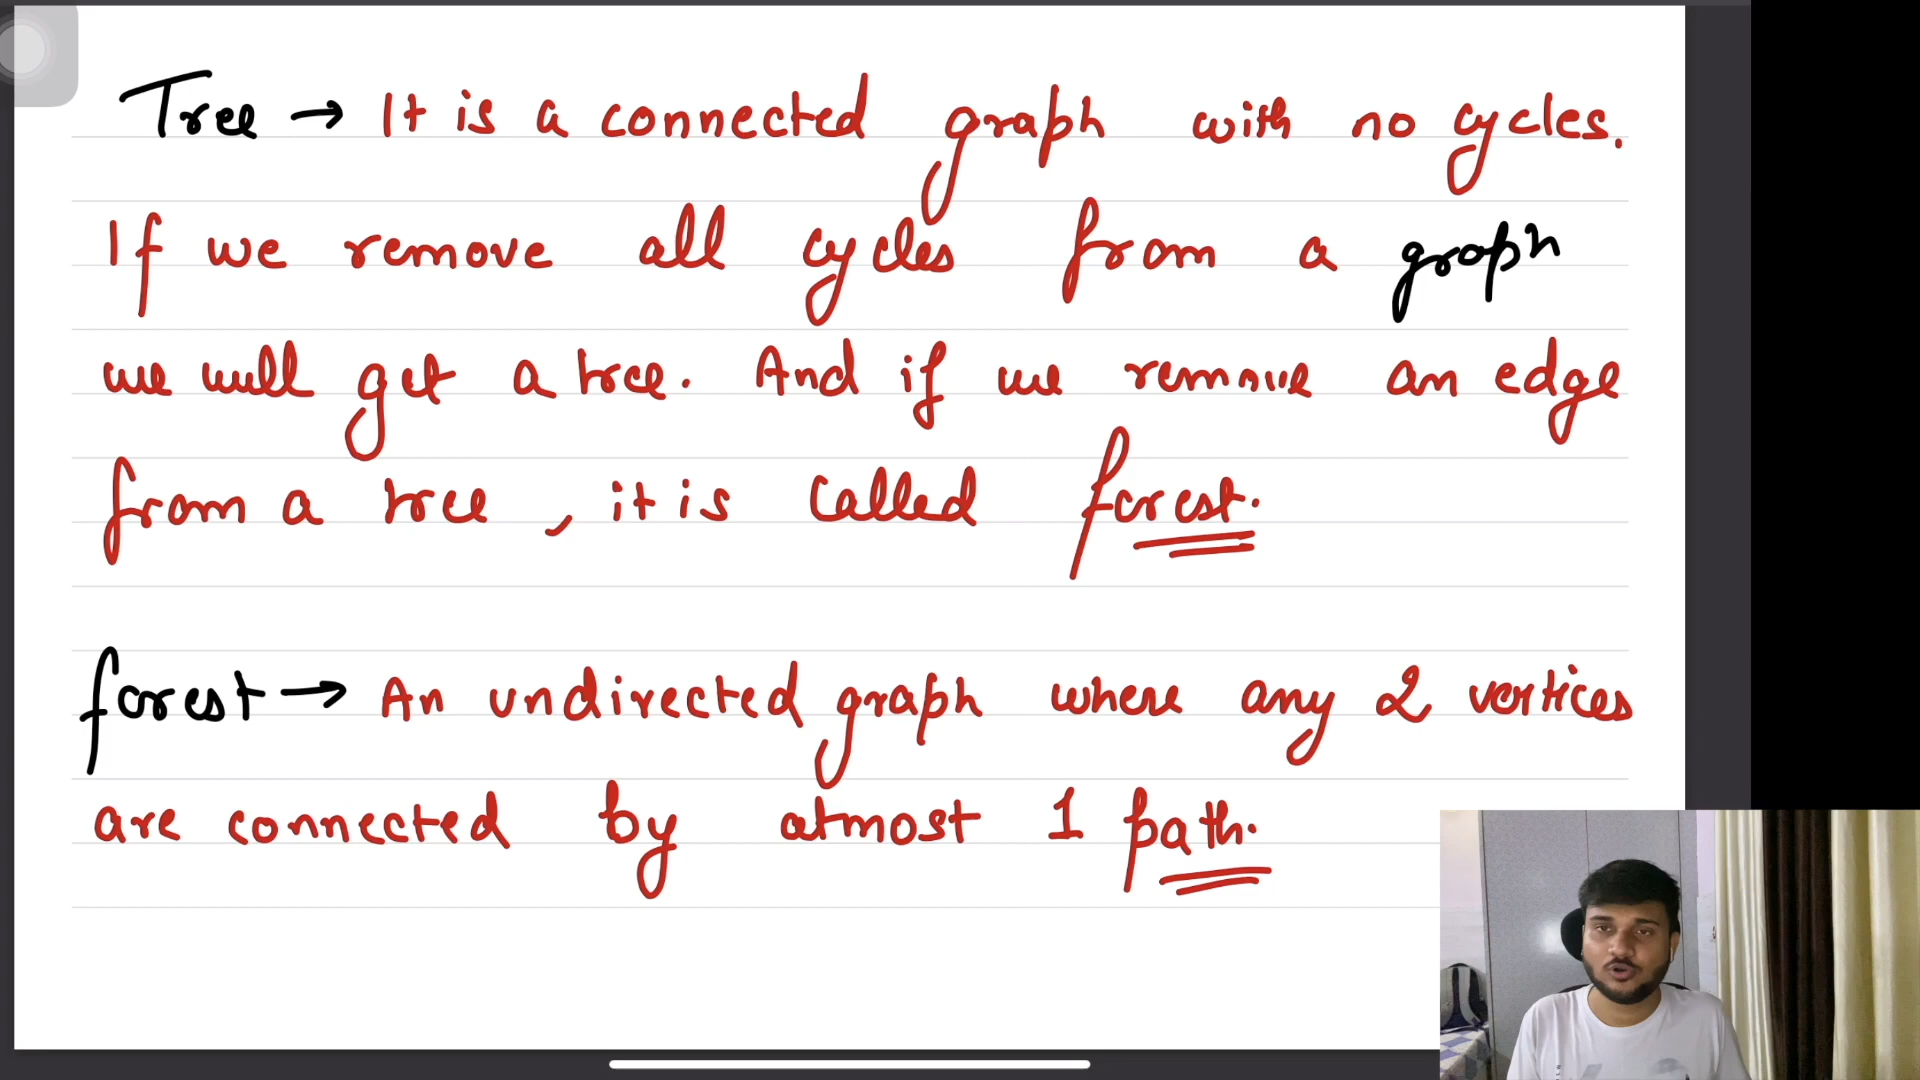 Tree → It is a connected graph with no cycles.
If we remove all cycles from a graph
we will get a tree. And if we remove an edge
from a tree, it is called forest.
forest → An undirected graph where any 2 vertices
are connected by atmost 1 path.